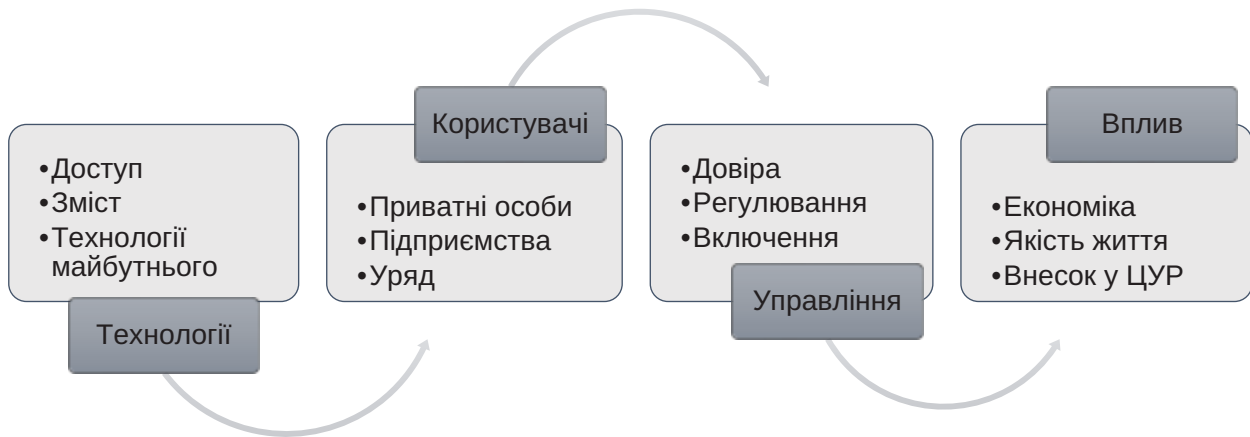 •Доступ
•Зміст
•Технології
майбутнього
Технології
Користувачі
•Приватні особи
•Підприємства
•Уряд
•Довіра
•Регулювання
•Включення
Управління
Вплив
•Економіка
•Якість життя
•Внесок у ЦУР